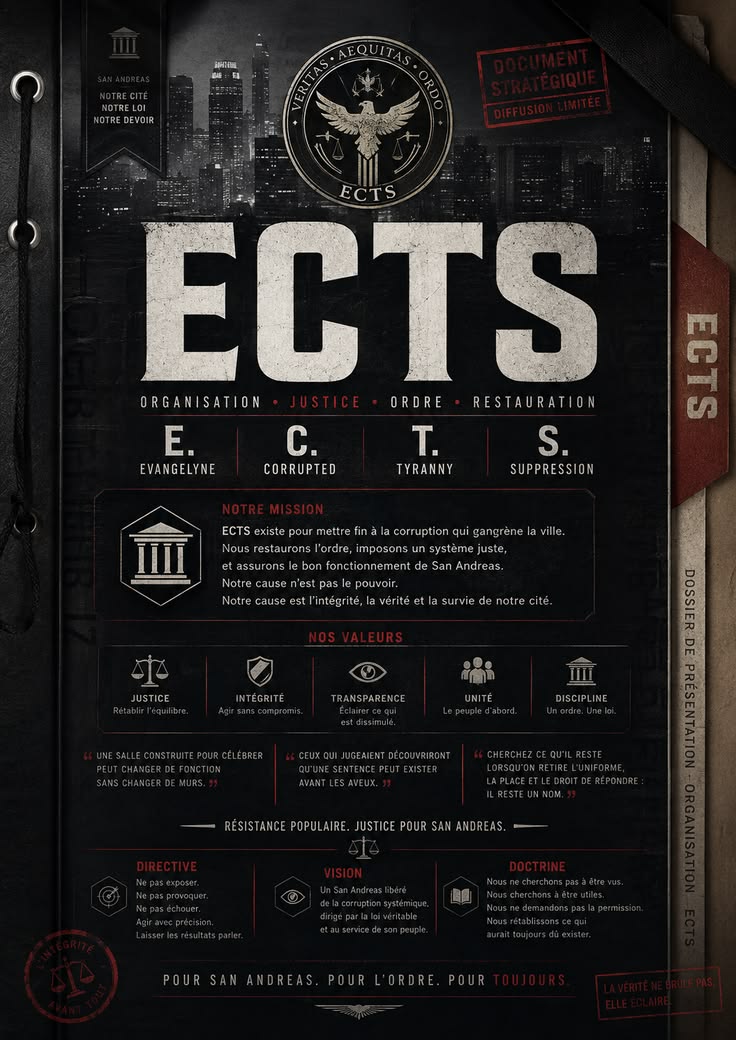 SAN ANDREAS
NOTRE CITÉ
NOTRE LOI
NOTRE DEVOIR
VERITAS • AEQUITAS • ORDO
ECTS
DOCUMENT
STRATÉGIQUE
DIFFUSION LIMITÉE
ECTS
ORGANISATION • JUSTICE • ORDRE • RESTAURATION
E. C. T. S.
EVANGELYNE CORRUPTED TYRANNY SUPPRESSION
NOTRE MISSION
ECTS existe pour mettre fin à la corruption qui gangrène la ville.
Nous restaurons l'ordre, imposons un système juste,
et assurons le bon fonctionnement de San Andreas.
Notre cause n'est pas le pouvoir.
Notre cause est l'intégrité, la vérité et la survie de notre cité.
NOS VALEURS
JUSTICE
Rétablir l'équilibre.
INTÉGRITÉ
Agir sans compromis.
TRANSPARENCE
Éclairer ce qui
est dissimulé.
UNITÉ
Le peuple d'abord.
DISCIPLINE
Un ordre. Une loi.
“ UNE SALLE CONSTRUITE POUR CÉLÉBRER
PEUT CHANGER DE FONCTION
SANS CHANGER DE MURS. ”
“ CEUX QUI JUGEAIENT DÉCOUVRIRONT
QU'UNE SENTENCE PEUT EXISTER
AVANT LES AVEUX. ”
“ CHERCHEZ CE QU'IL RESTE
LORSQU'ON RETIRE L'UNIFORME,
LA PLACE ET LE DROIT DE RÉPONDRE :
IL RESTE UN NOM. ”
RÉSISTANCE POPULAIRE. JUSTICE POUR SAN ANDREAS.
DIRECTIVE
Ne pas exposer.
Ne pas provoquer.
Ne pas échouer.
Agir avec précision.
Laisser les résultats parler.
VISION
Un San Andreas libéré
de la corruption systémique,
dirigé par la loi véritable
et au service de son peuple.
DOCTRINE
Nous ne cherchons pas à être vus.
Nous cherchons à être utiles.
Nous ne demandons pas la permission.
Nous rétablissons ce qui
aurait toujours dû exister.
L'INTÉGRITÉ
AVANT TOUT
POUR SAN ANDREAS. POUR L'ORDRE. POUR TOUJOURS.
LA VÉRITÉ NE BRÛLE PAS.
ELLE ÉCLAIRE.
ECTS
DOSSIER DE PRÉSENTATION - ORGANISATION ECTS